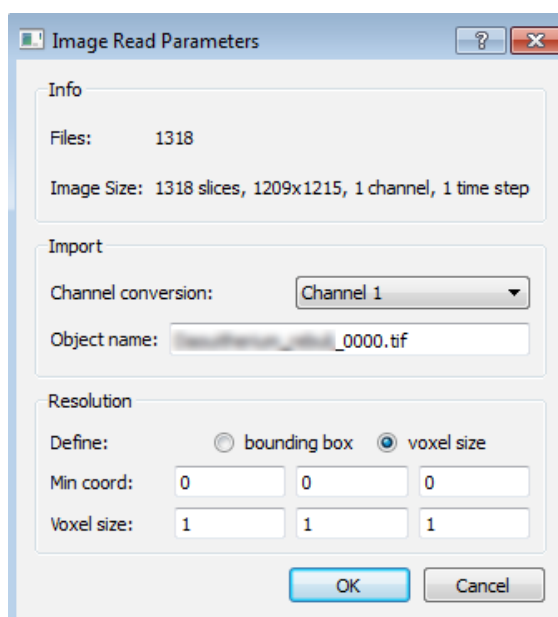 Image Read Parameters
Info
Files: 1318
Image Size: 1318 slices, 1209x1215, 1 channel, 1 time step
Import
Channel conversion: Channel 1
Object name: _0000.tif
Resolution
Define: bounding box voxel size
Min coord: 0 0 0
Voxel size: 1 1 1
OK Cancel